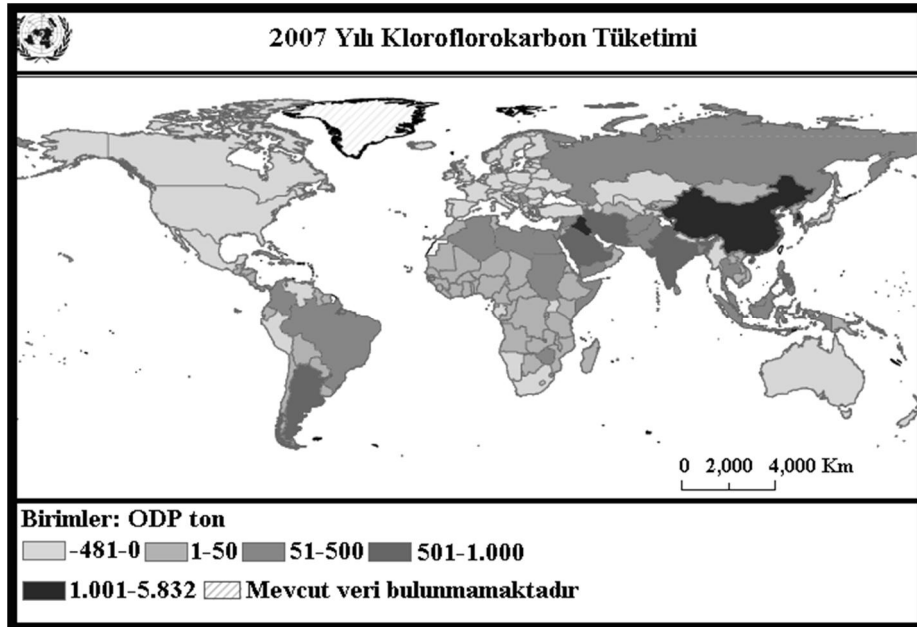 2007 Yılı Kloroflorokarbon Tüketimi
0 2,000 4,000 Km
Birimler: ODP ton
-481-0 1-50 51-500 501-1.000
1.001-5.832 Mevcut veri bulunmamaktadır